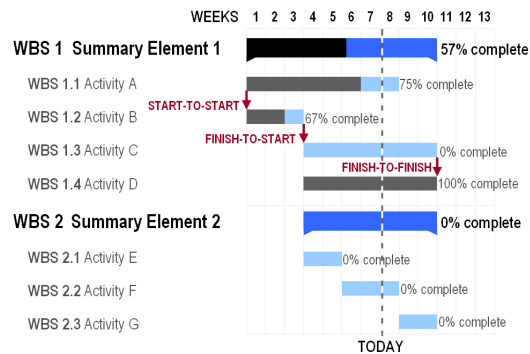 WEEKS 1 2 3 4 5 6 7 8 9 10 11 12 13
WBS 1 Summary Element 1 57% complete
WBS 1.1 Activity A 75% complete
START-TO-START
WBS 1.2 Activity B 67% complete
FINISH-TO-START
WBS 1.3 Activity C 0% complete
FINISH-TO-FINISH
WBS 1.4 Activity D 100% complete
WBS 2 Summary Element 2 0% complete
WBS 2.1 Activity E 0% complete
WBS 2.2 Activity F 0% complete
WBS 2.3 Activity G 0% complete
TODAY